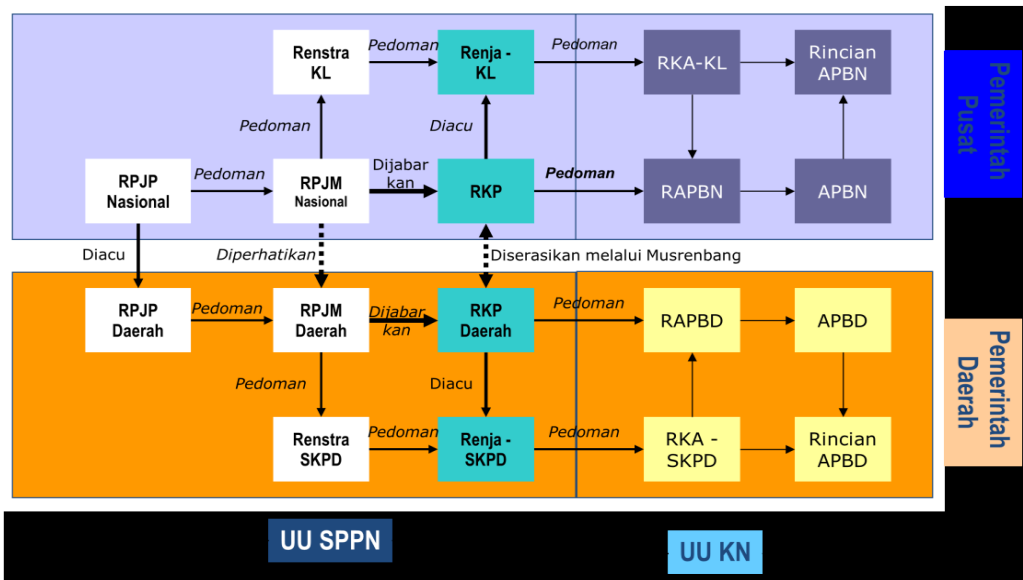 Renstra
KL
Pedoman
Renja -
KL
Pedoman
RKA-KL
Rincian
APBN
Pedoman
Diacu
RPJP
Nasional
Pedoman
RPJM
Nasional
Dijabar
kan
RKP
Pedoman
RAPBN
APBN
Pemerintah
Pusat
Diacu
Diperhatikan
Diserasikan melalui Musrenbang
RPJP
Daerah
Pedoman
RPJM
Daerah
Dijabar
kan
RKP
Daerah
Pedoman
RAPBD
APBD
Pedoman
Diacu
Renstra
SKPD
Pedoman
Renja -
SKPD
Pedoman
RKA -
SKPD
Rincian
APBD
Pemerintah
Daerah
UU SPPN
UU KN